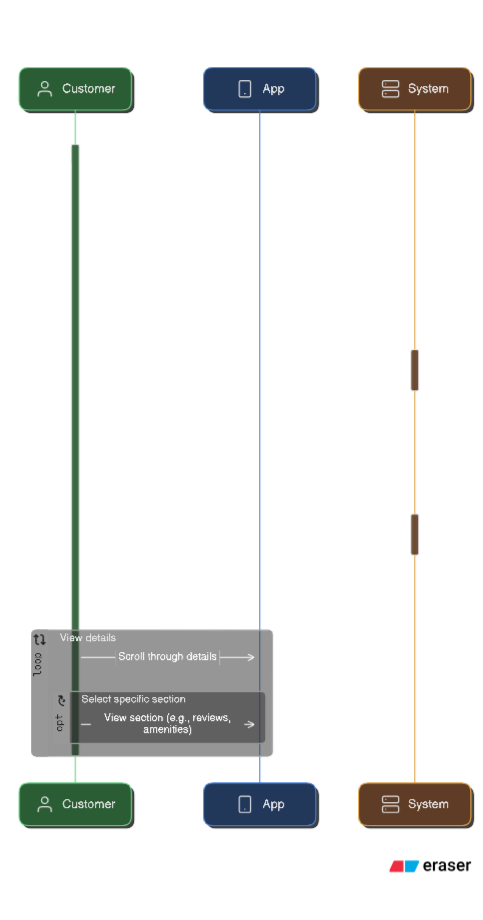 Customer
App
System
View details
loop
Scroll through details
Select specific section
opt
View section (e.g., reviews,
amenities)
Customer
App
System
eraser